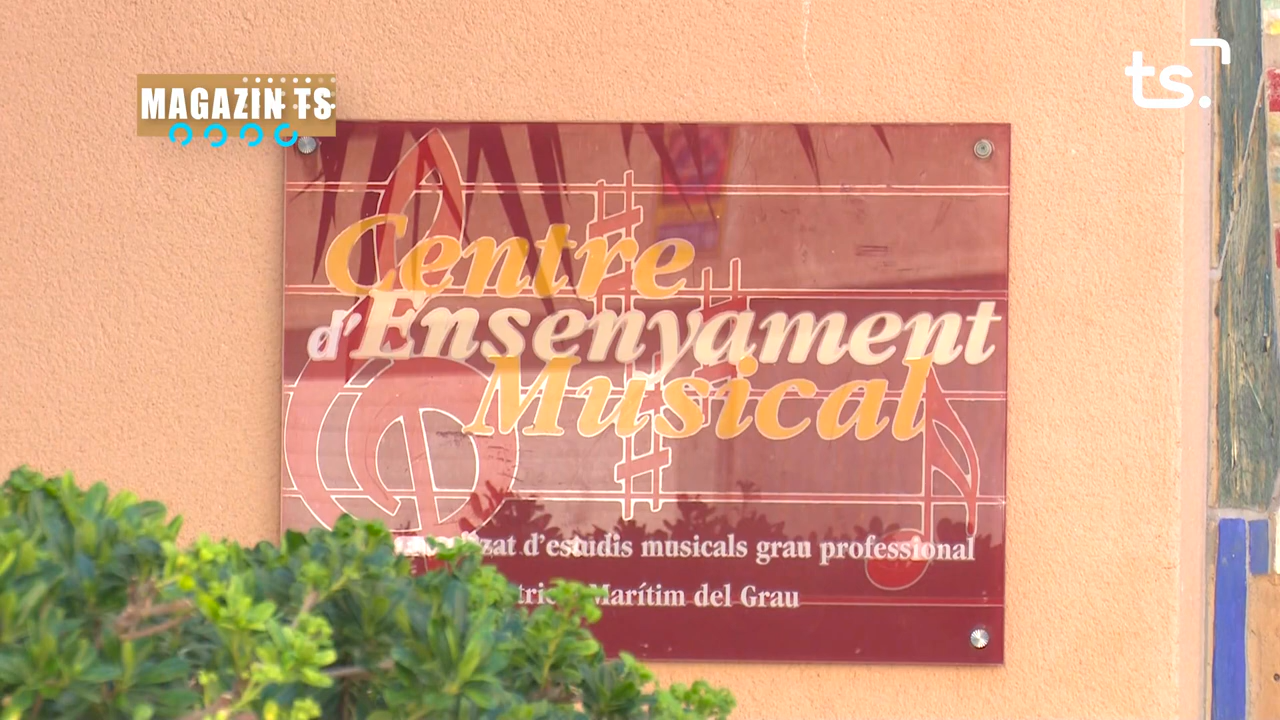 MAGAZIN TS
ts.
Centre
d'Ensenyament
Musical
d'estudis musicals grau professional
Marítim del Grau